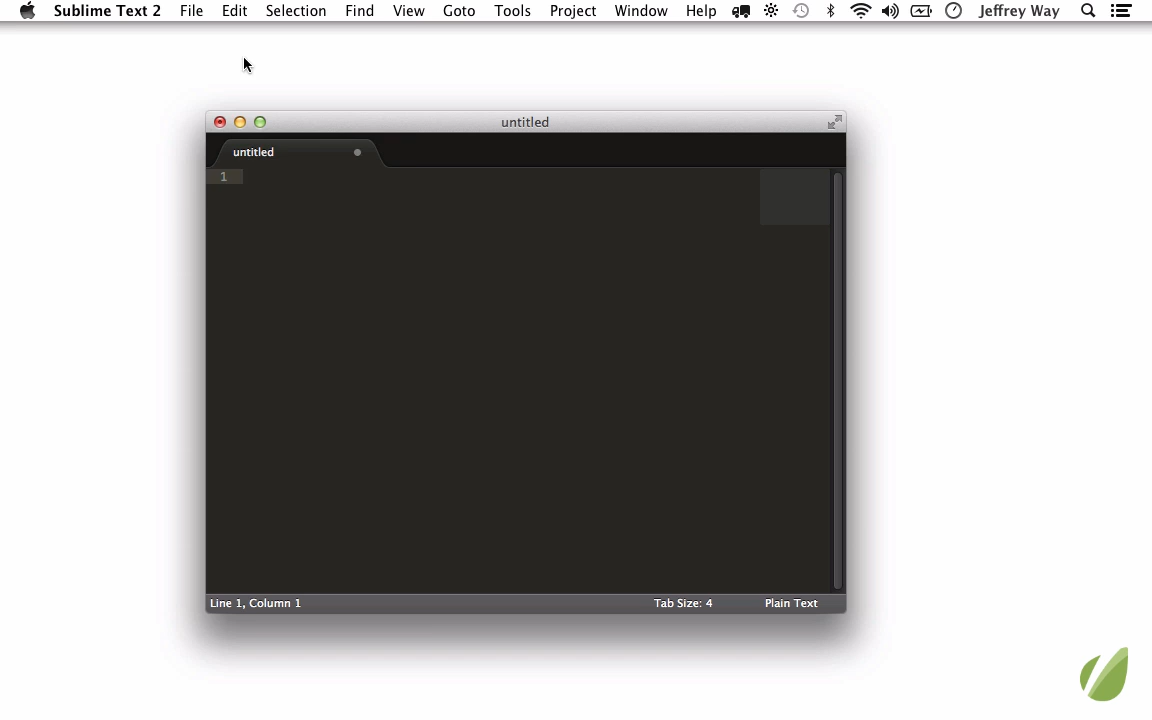 Sublime Text 2 File Edit Selection Find View Goto Tools Project Window Help Jeffrey Way
untitled
untitled
1
Line 1, Column 1 Tab Size: 4 Plain Text